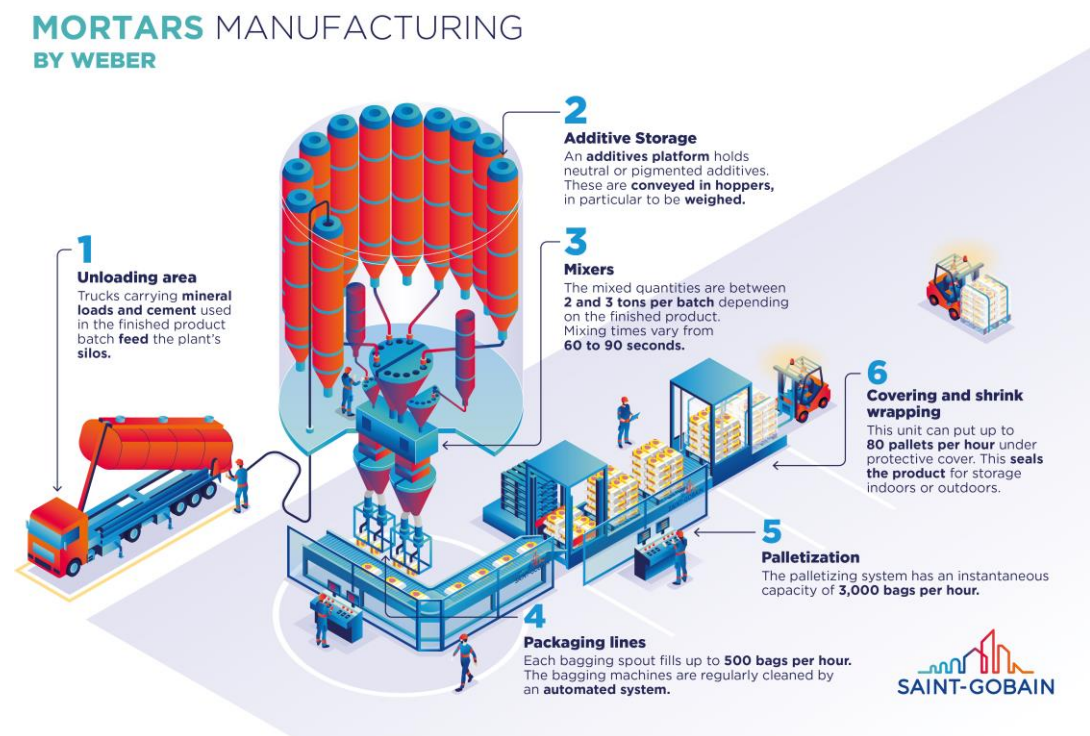 MORTARS MANUFACTURING
BY WEBER
1
Unloading area
Trucks carrying mineral
loads and cement used
in the finished product
batch feed the plant's
silos.
2
Additive Storage
An additives platform holds
neutral or pigmented additives.
These are conveyed in hoppers,
in particular to be weighed.
3
Mixers
The mixed quantities are between
2 and 3 tons per batch depending
on the finished product.
Mixing times vary from
60 to 90 seconds.
4
Packaging lines
Each bagging spout fills up to 500 bags per hour.
The bagging machines are regularly cleaned by
an automated system.
5
Palletization
The palletizing system has an instantaneous
capacity of 3,000 bags per hour.
6
Covering and shrink
wrapping
This unit can put up to
80 pallets per hour under
protective cover. This seals
the product for storage
indoors or outdoors.
SAINT-GOBAIN